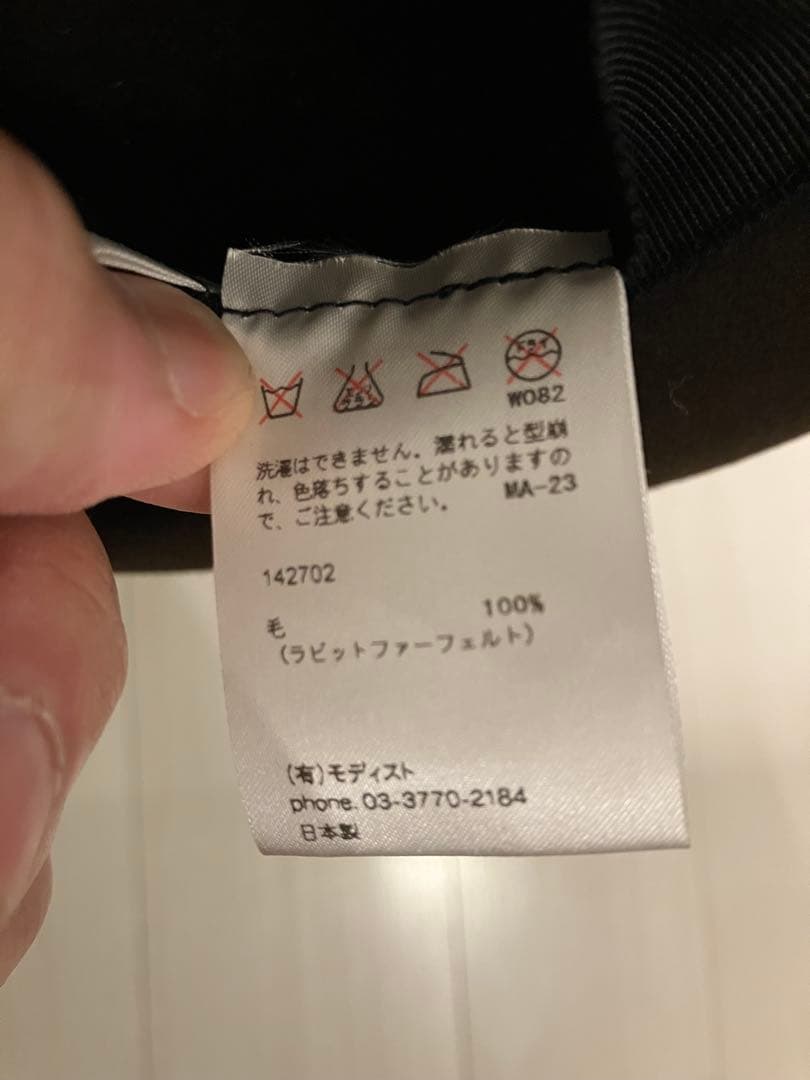 ドライ
W082
洗濯はできません。濡れると型崩
れ、色落ちすることがありますの
で、ご注意ください。 MA-23
142702
毛 100%
(ラビットファーフェルト)
(有)モディスト
phone. 03-3770-2184
日本製